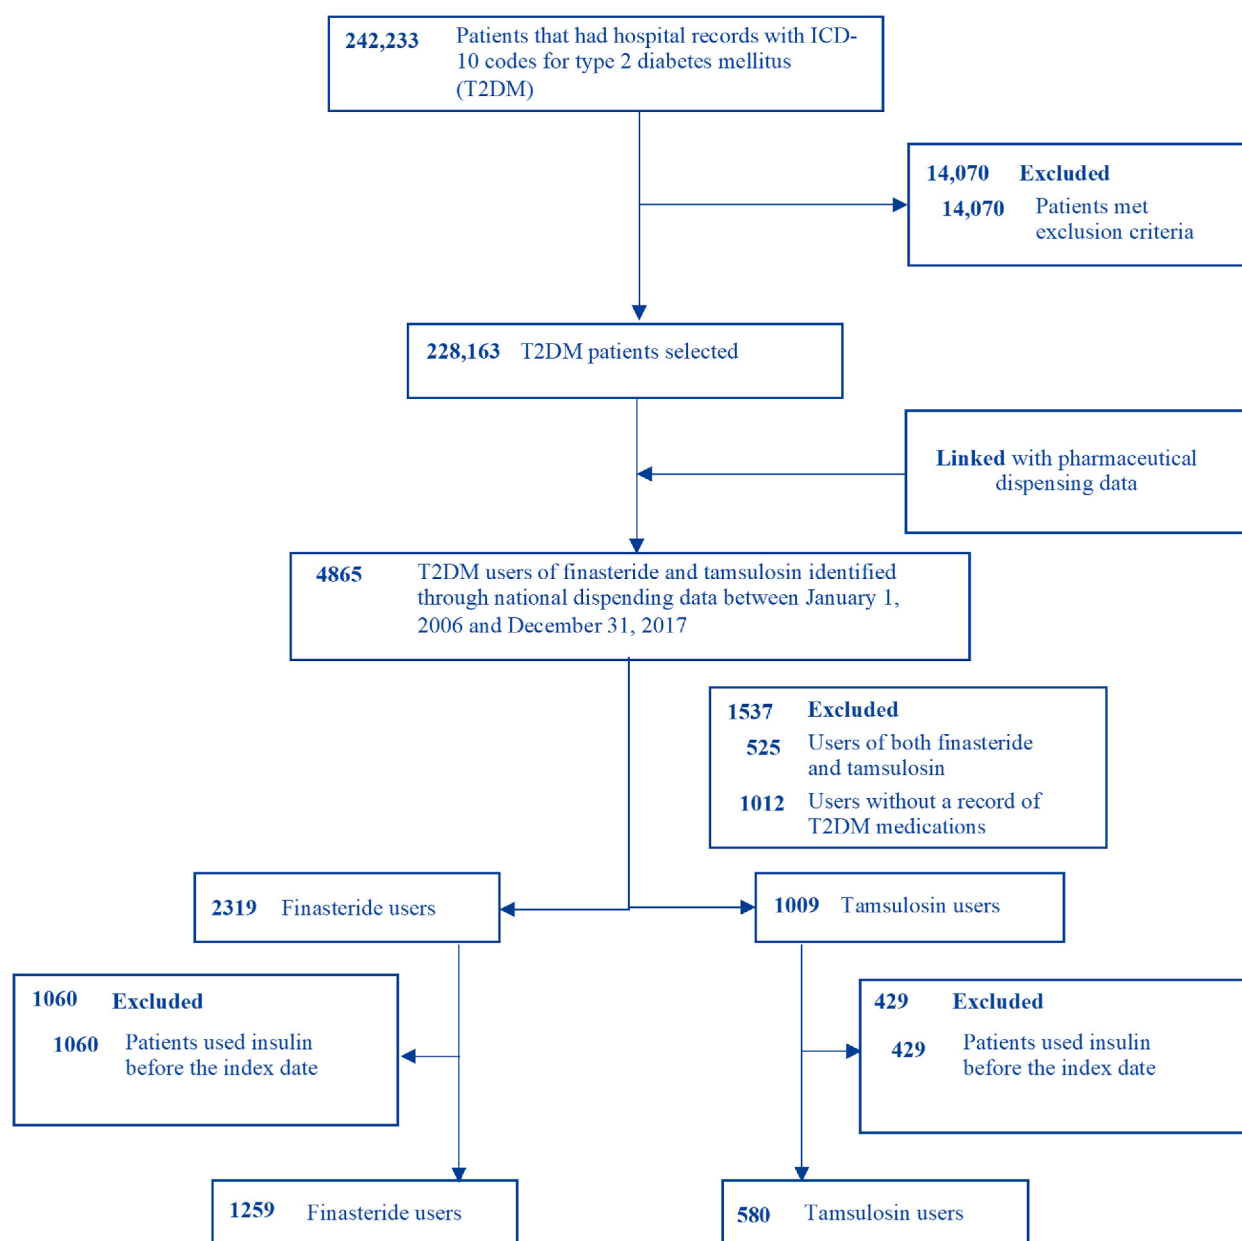 242,233 Patients that had hospital records with ICD-
10 codes for type 2 diabetes mellitus
(T2DM)
14,070 Excluded
14,070 Patients met
exclusion criteria
228,163 T2DM patients selected
Linked with pharmaceutical
dispensing data
4865 T2DM users of finasteride and tamsulosin identified
through national dispending data between January 1,
2006 and December 31, 2017
1537 Excluded
525 Users of both finasteride
and tamsulosin
1012 Users without a record of
T2DM medications
2319 Finasteride users
1009 Tamsulosin users
1060 Excluded
1060 Patients used insulin
before the index date
429 Excluded
429 Patients used insulin
before the index date
1259 Finasteride users
580 Tamsulosin users